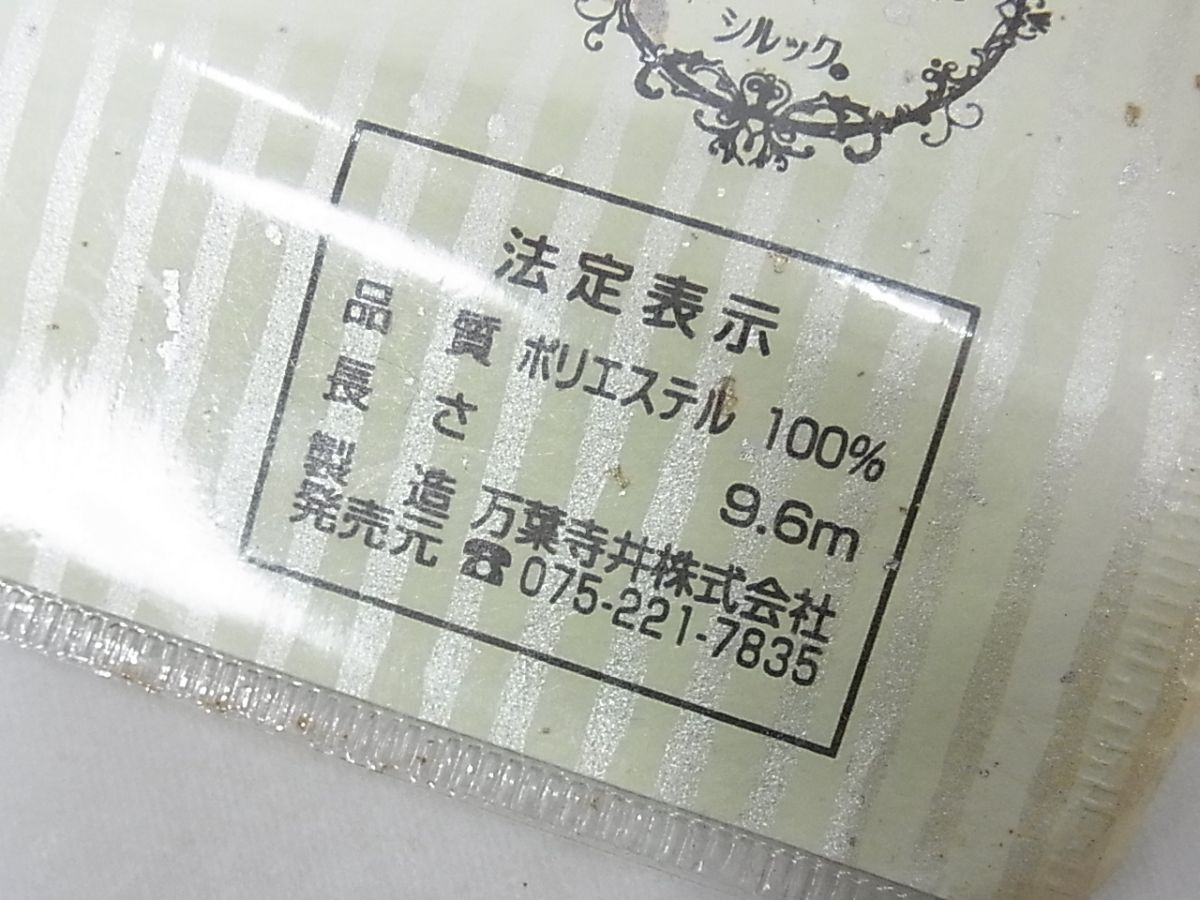 シルック®
法定表示
品質 ポリエステル 100%
長さ 9.6m
製造 万葉寺井株式会社
発売元 ☎075-221-7835